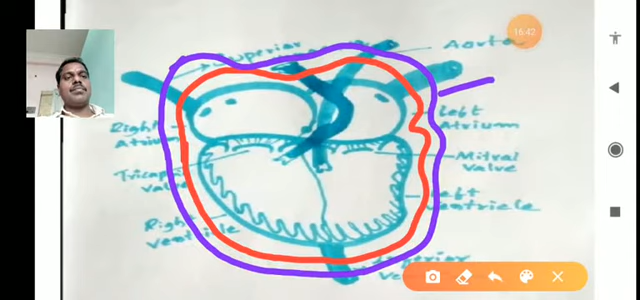 16:42
Superior
Aorta
Right
Atrium
Left
Atrium
Tricuspid
valve
Mitral
valve
Right
ventricle
Left
ventricle